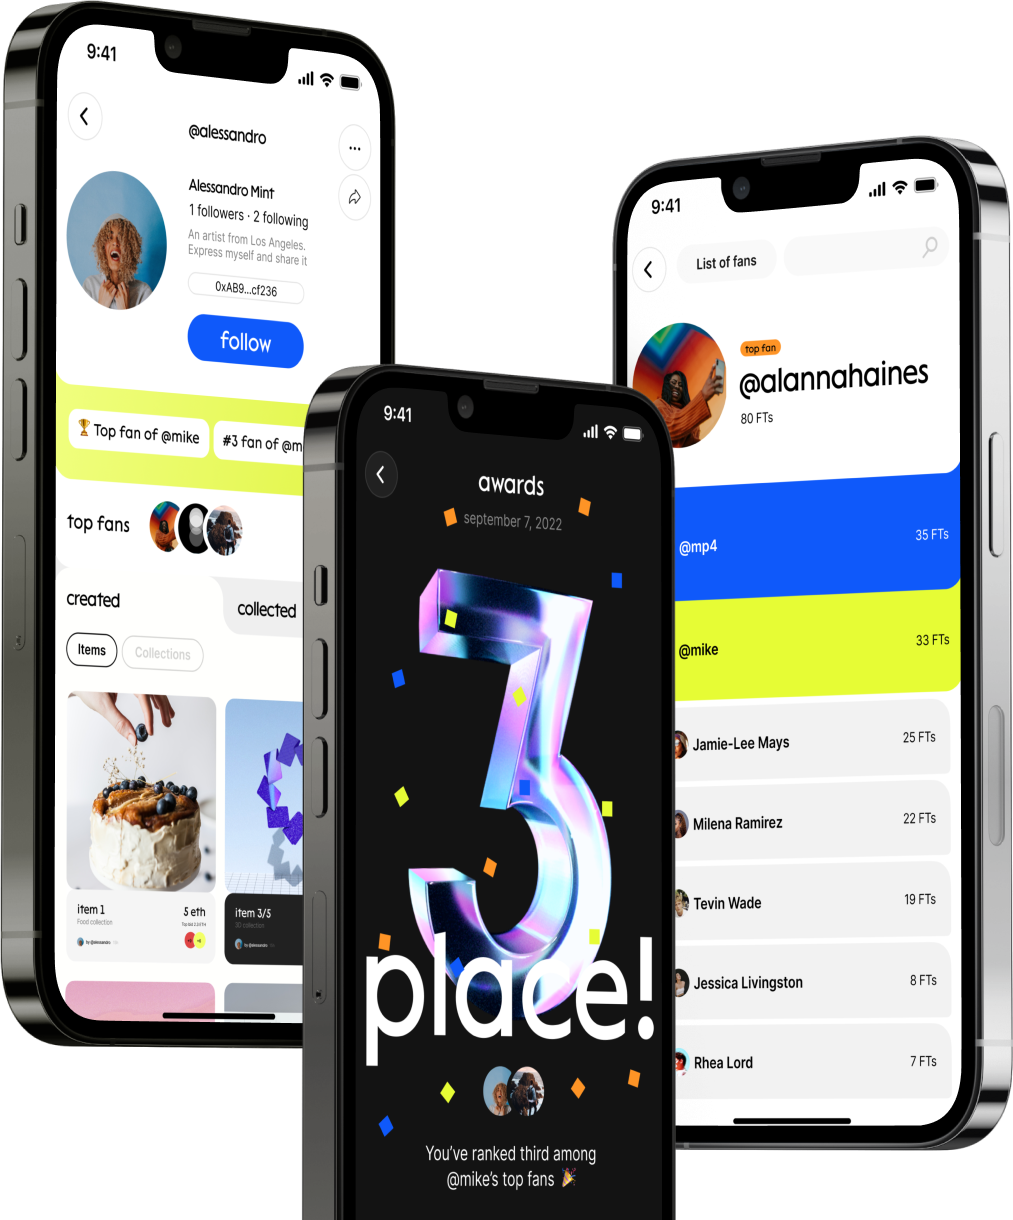 9:41
@alessandro
Alessandro Mint
1 followers · 2 following
An artist from Los Angeles.
Express myself and share it
0xAB9...cf236
follow
🏆 Top fan of @mike
#3 fan of @m
top fans
created
collected
Items
Collections
item 1
5 eth
Food collection
by @alessandro
item 3/5
3D collection
by @alessandro
9:41
awards
september 7, 2022
3
place!
You've ranked third among
@mike's top fans 🎉
9:41
List of fans
top fan
@alannahaines
80 FTs
@mp4
35 FTs
@mike
33 FTs
Jamie-Lee Mays
25 FTs
Milena Ramirez
22 FTs
Tevin Wade
19 FTs
Jessica Livingston
8 FTs
Rhea Lord
7 FTs